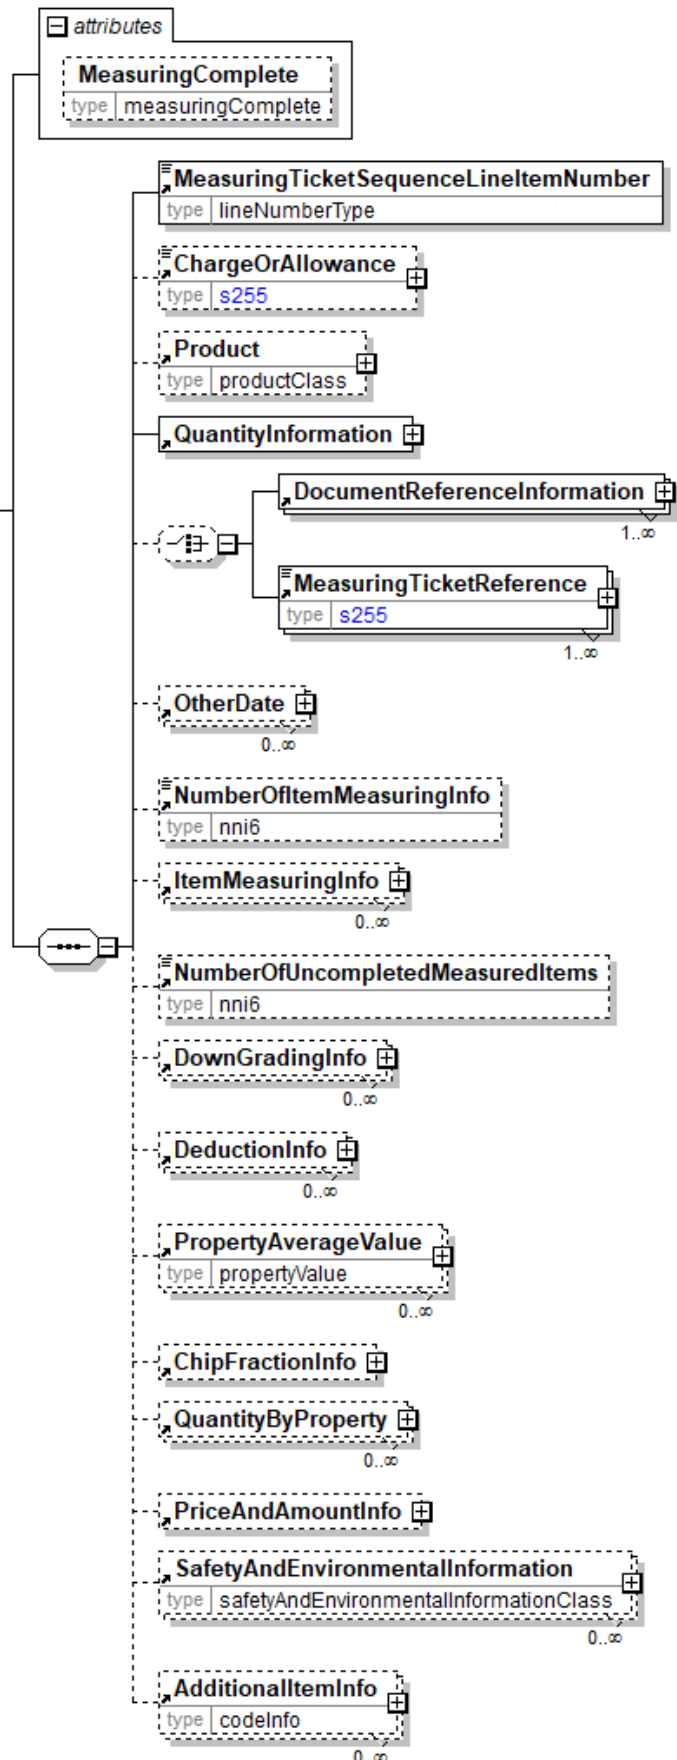 attributes
MeasuringComplete
type measuringComplete
MeasuringTicketSequenceLineItemNumber
type lineNumberType
ChargeOrAllowance
type s255
Product
type productClass
QuantityInformation
DocumentReferenceInformation
1..∞
MeasuringTicketReference
type s255
1..∞
OtherDate
0..∞
NumberOfItemMeasuringInfo
type nni6
ItemMeasuringInfo
0..∞
NumberOfUncompletedMeasuredItems
type nni6
DownGradingInfo
0..∞
DeductionInfo
0..∞
PropertyAverageValue
type propertyValue
0..∞
ChipFractionInfo
QuantityByProperty
0..∞
PriceAndAmountInfo
SafetyAndEnvironmentalInformation
type safetyAndEnvironmentalInformationClass
0..∞
AdditionalItemInfo
type codeInfo
0..∞